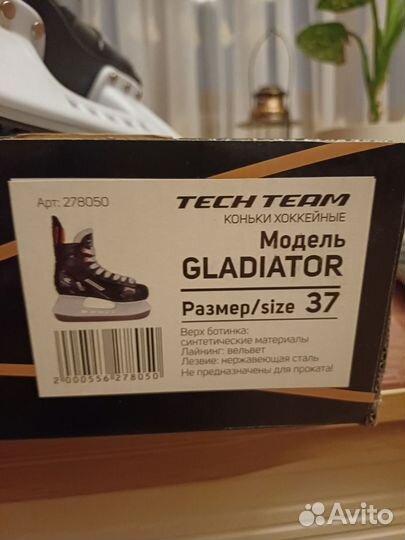 Арт: 278050
TECH TEAM
КОНЬКИ ХОККЕЙНЫЕ
Модель
GLADIATOR
Размер/size 37
Верх ботинка:
синтетические материалы
Лайнинг: вельвет
Лезвие: нержавеющая сталь
Не предназначены для проката!
2 000556 278050
Avito